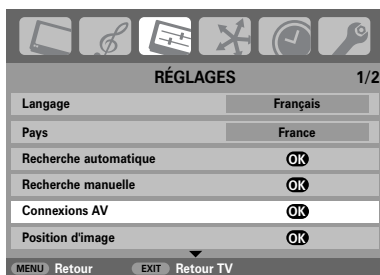 RÉGLAGES 1/2
Langage Français
Pays France
Recherche automatique OK
Recherche manuelle OK
Connexions AV OK
Position d'image OK
MENU Retour EXIT Retour TV